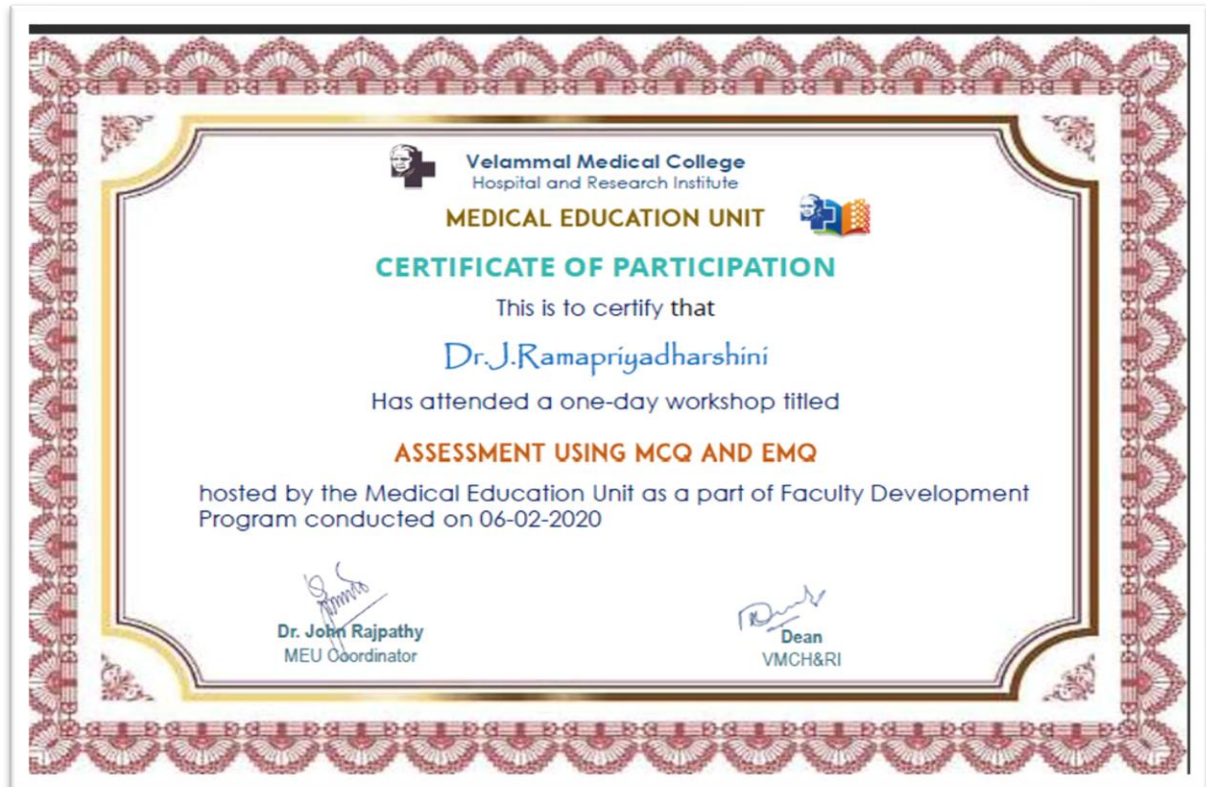 Velammal Medical College
Hospital and Research Institute
MEDICAL EDUCATION UNIT
CERTIFICATE OF PARTICIPATION
This is to certify that
Dr.J.Ramapriyadharshini
Has attended a one-day workshop titled
ASSESSMENT USING MCQ AND EMQ
hosted by the Medical Education Unit as a part of Faculty Development
Program conducted on 06-02-2020
Dr. John Rajpathy
MEU Coordinator
Dean
VMCH&RI